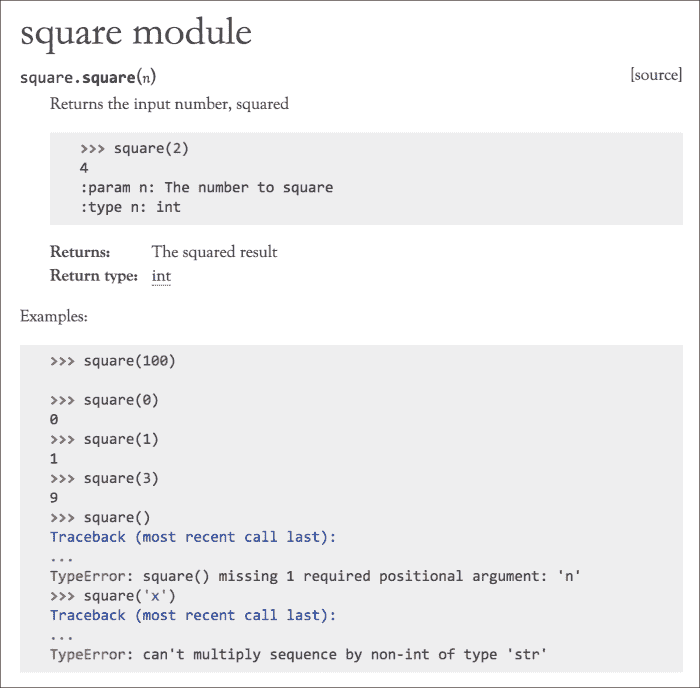 square module
square.square(n) [source]
Returns the input number, squared
>>> square(2)
4
:param n: The number to square
:type n: int
Returns: The squared result
Return type: int
Examples:
>>> square(100)
>>> square(0)
0
>>> square(1)
1
>>> square(3)
9
>>> square()
Traceback (most recent call last):
...
TypeError: square() missing 1 required positional argument: 'n'
>>> square('x')
Traceback (most recent call last):
...
TypeError: can't multiply sequence by non-int of type 'str'